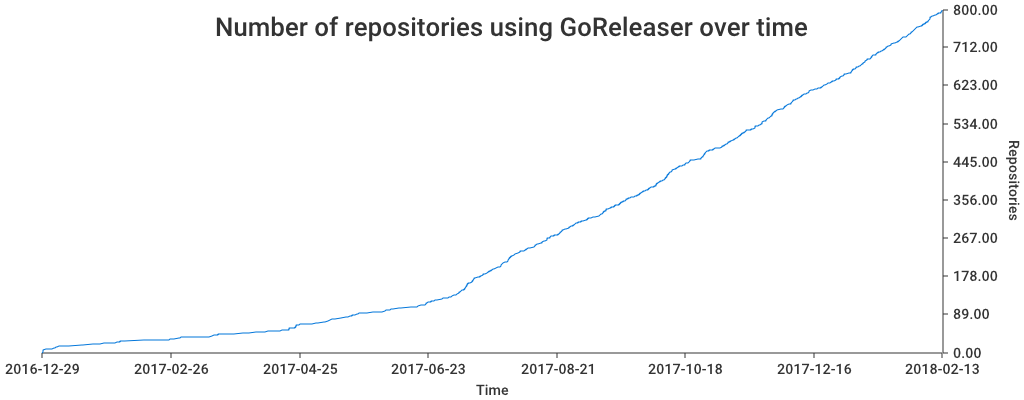 Number of repositories using GoReleaser over time
800.00
712.00
623.00
534.00
445.00
356.00
267.00
178.00
89.00
0.00
Repositories
2016-12-29 2017-02-26 2017-04-25 2017-06-23 2017-08-21 2017-10-18 2017-12-16 2018-02-13
Time